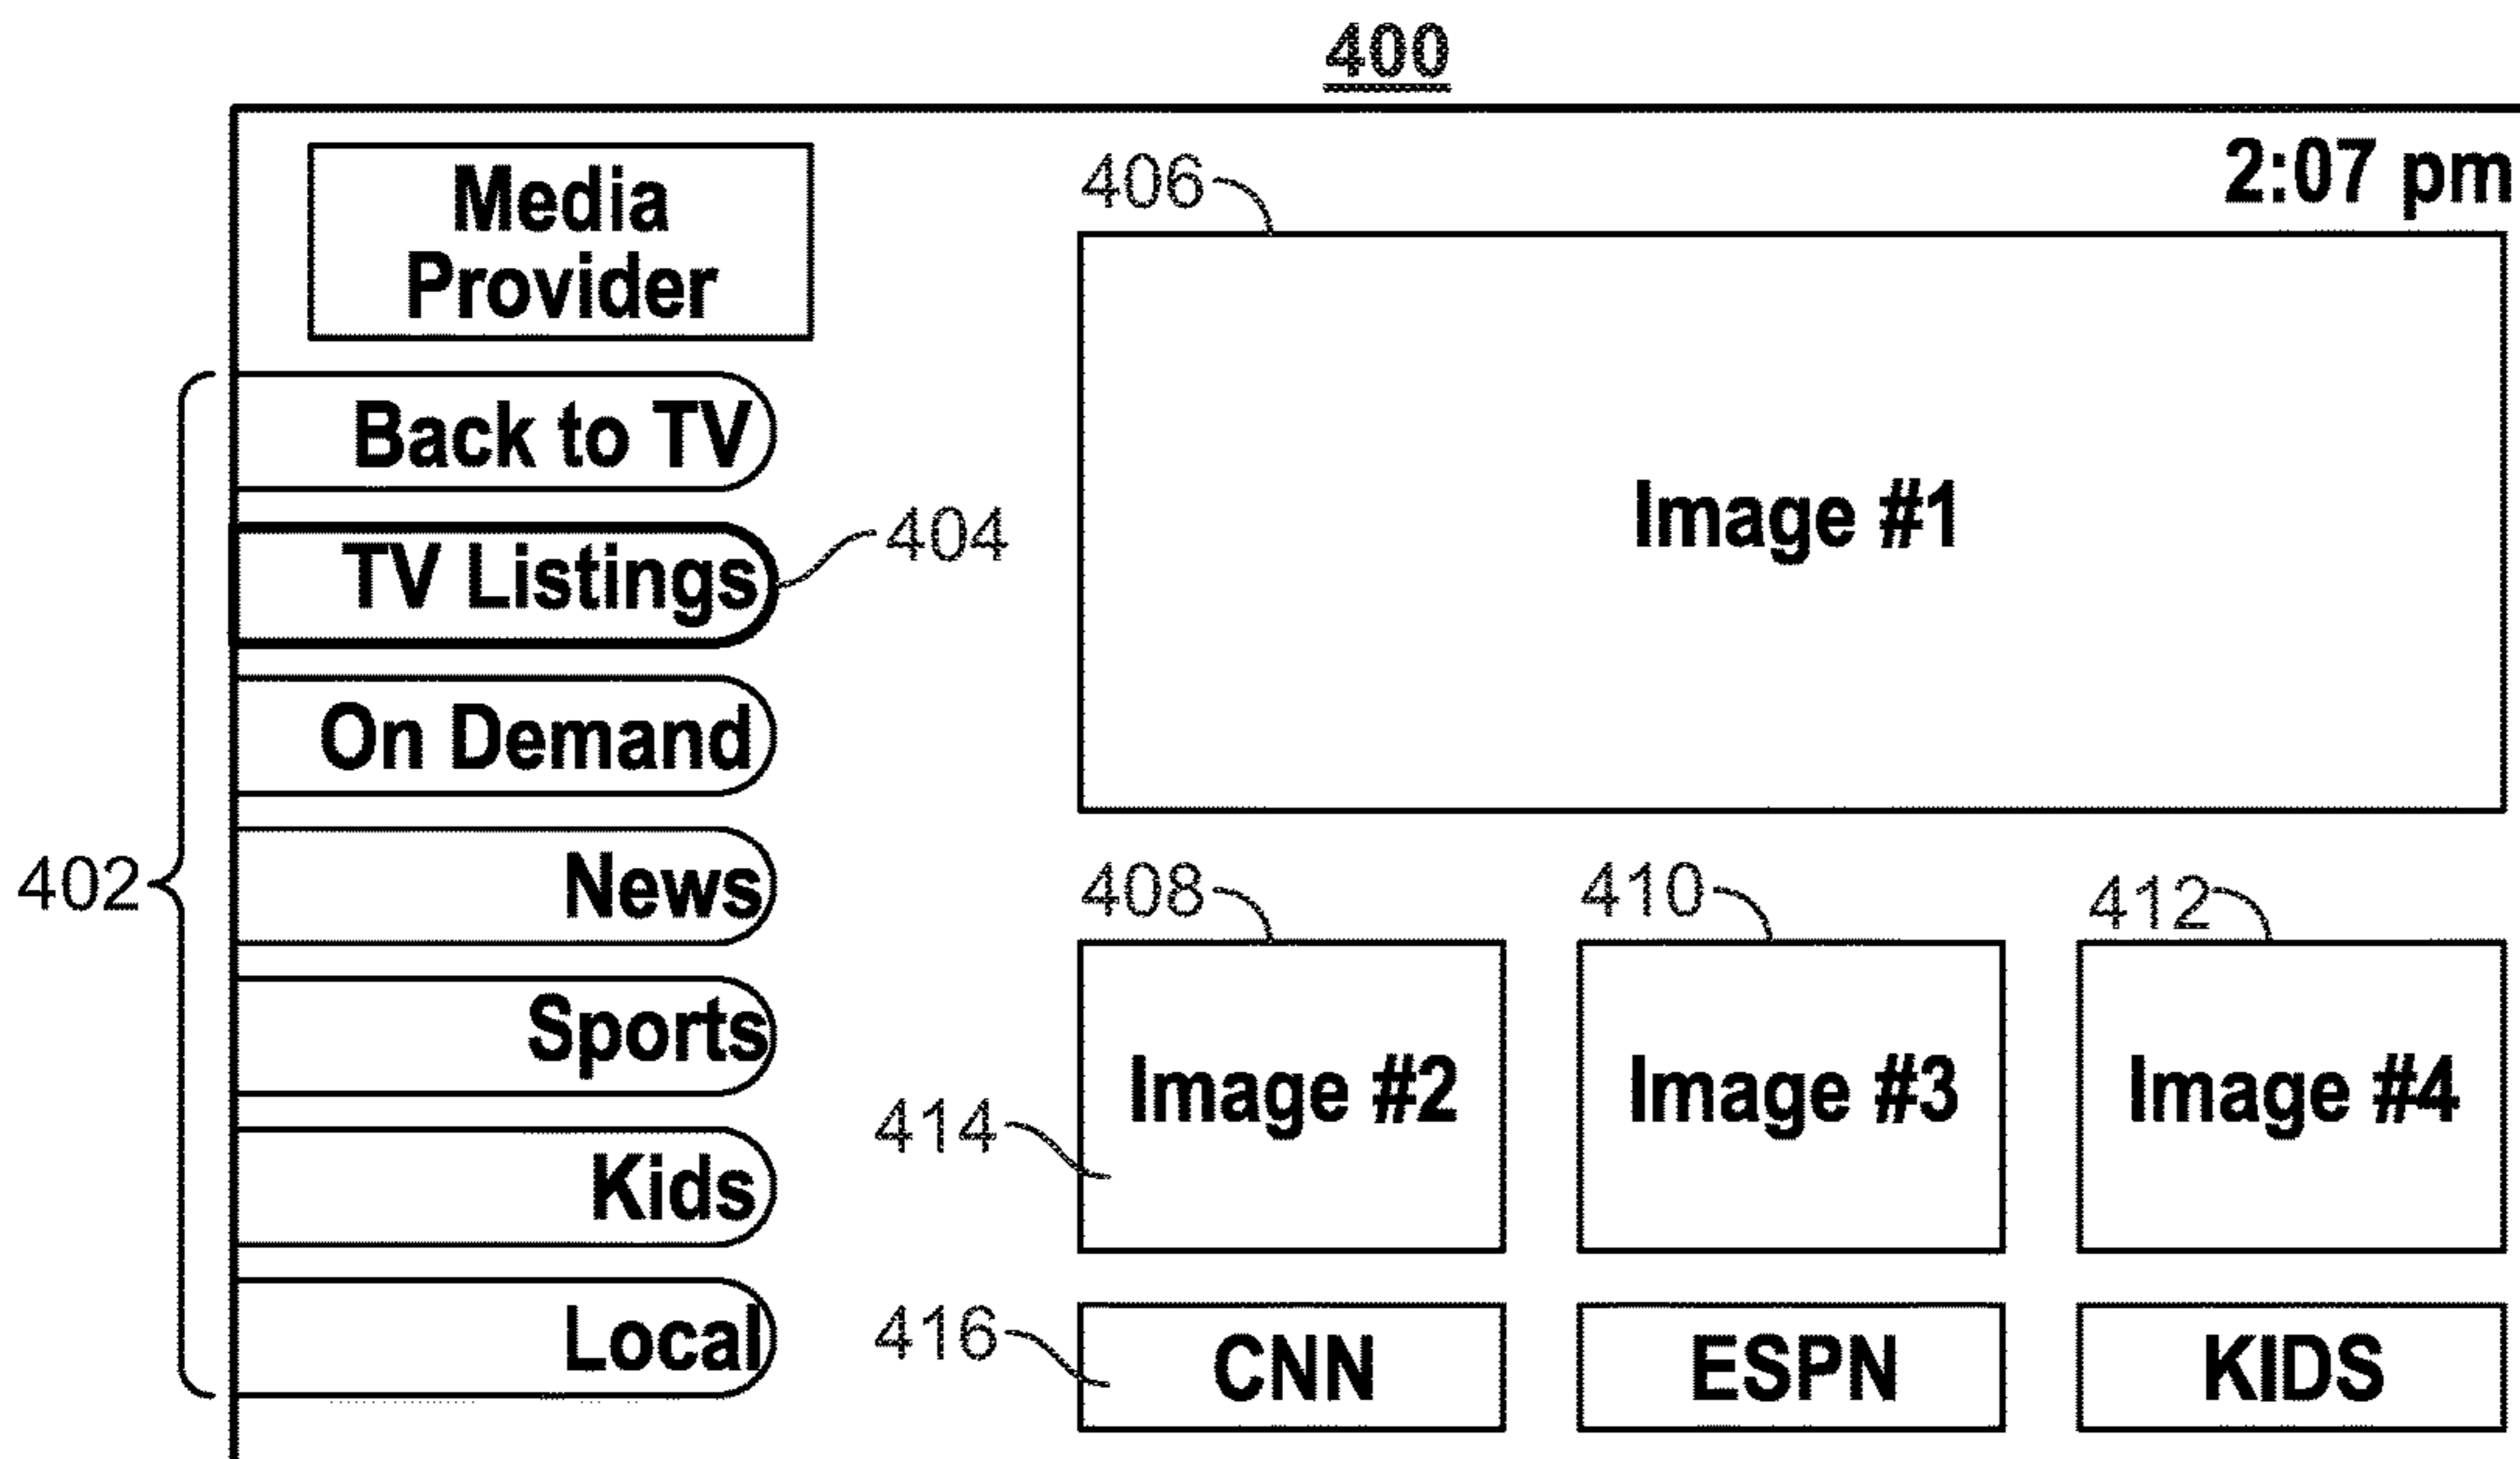 400
Media
Provider
2:07 pm
406
Back to TV
TV Listings
404
Image #1
On Demand
402
News
Sports
Kids
Local
408
410
412
Image #2
Image #3
Image #4
414
416
CNN
ESPN
KIDS